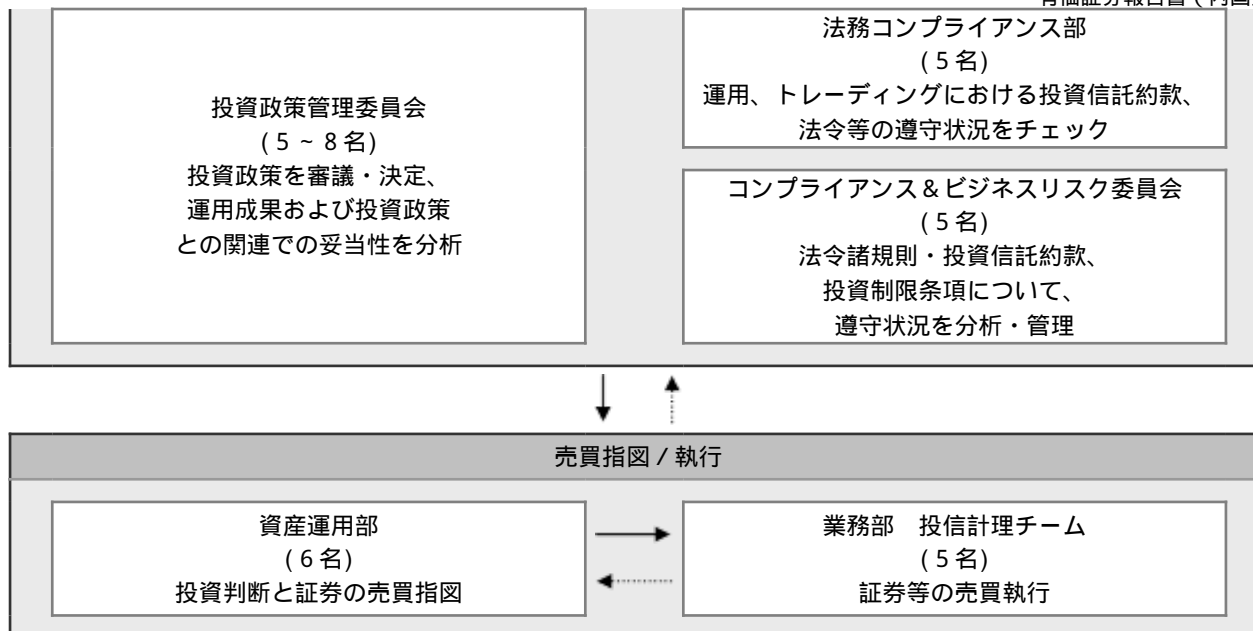 投資政策管理委員会
(5～8名)
投資政策を審議・決定、
運用成果および投資政策
との関連での妥当性を分析
法務コンプライアンス部
(5名)
運用、トレーディングにおける投資信託約款、
法令等の遵守状況をチェック
コンプライアンス＆ビジネスリスク委員会
(5名)
法令諸規則・投資信託約款、
投資制限条項について、
遵守状況を分析・管理
売買指図/執行
資産運用部
(6名)
投資判断と証券の売買指図
業務部　投信計理チーム
(5名)
証券等の売買執行